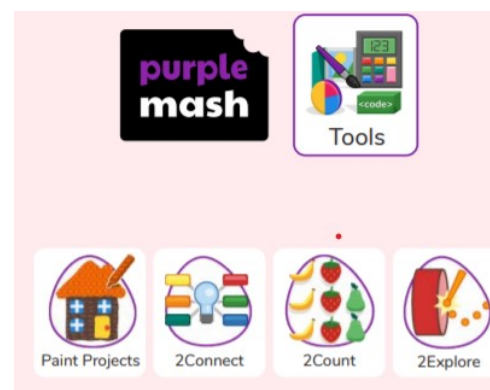 purple
mash
123
<code>
Tools
Paint Projects
2Connect
2Count
2Explore